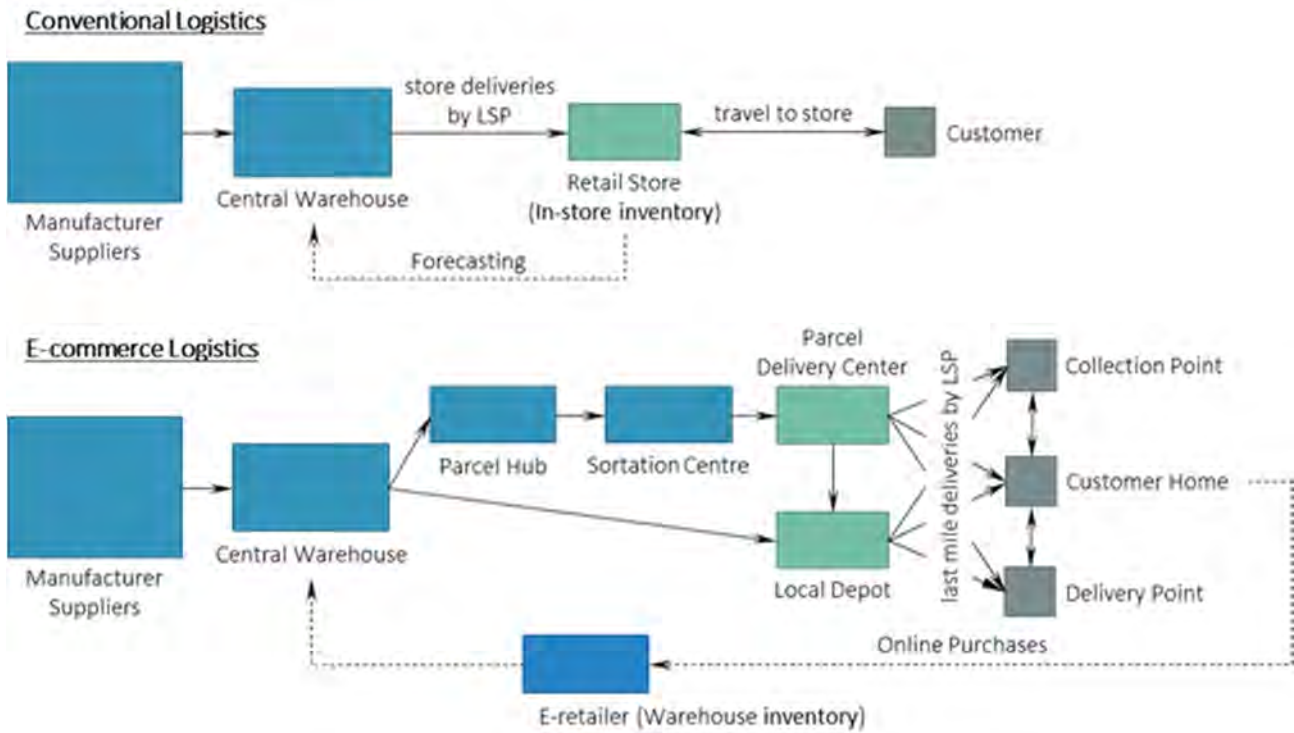 Conventional Logistics
store deliveries
by LSP
travel to store
Customer
Central Warehouse
Retail Store
(In-store inventory)
Manufacturer
Suppliers
Forecasting
E-commerce Logistics
Parcel
Delivery Center
last mile deliveries by LSP
Collection Point
Parcel Hub
Sortation Centre
Customer Home
Central Warehouse
Manufacturer
Suppliers
Local Depot
Delivery Point
Online Purchases
E-retailer (Warehouse inventory)